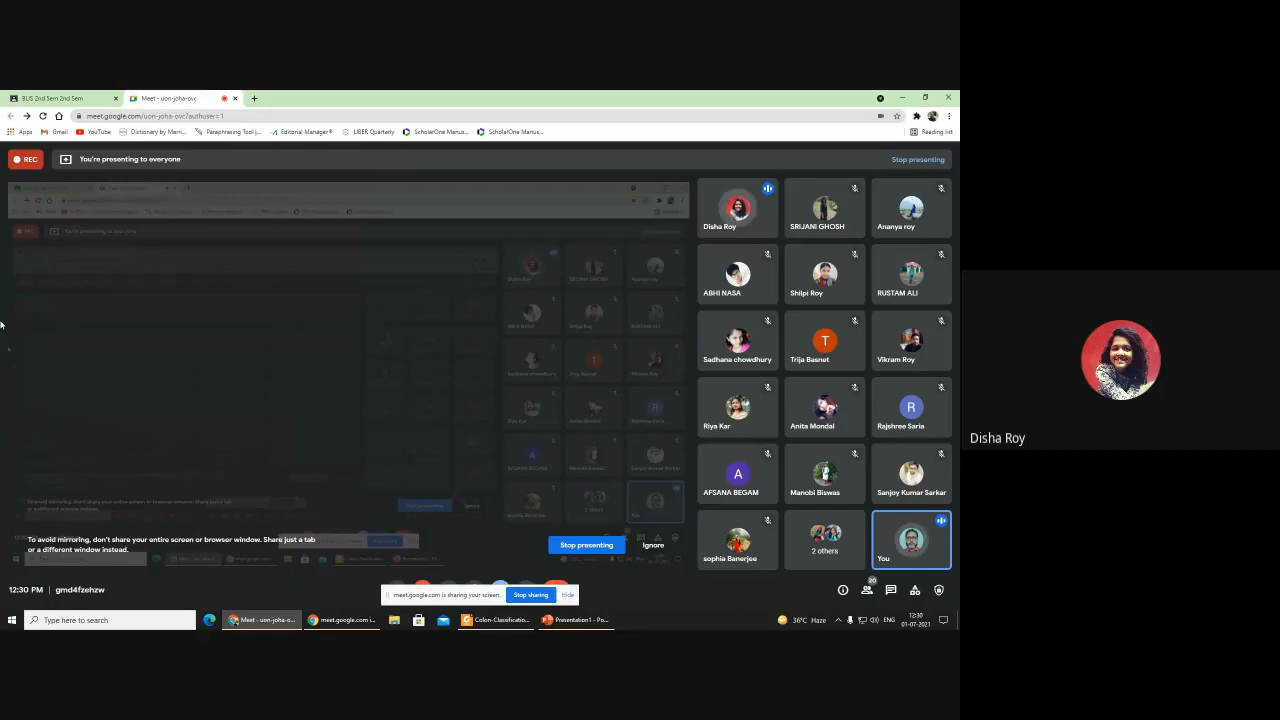 BLIS 2nd Sem 2nd Sem
Meet - uon-joha-ovc
meet.google.com/uon-joha-ovc?authuser=1
Apps Gmail YouTube Dictionary by Merri... Paraphrasing Tool |... Editorial Manager® LIBER Quarterly ScholarOne Manus... ScholarOne Manus... Reading list
REC You're presenting to everyone Stop presenting
Disha Roy SRIJANI GHOSH Ananya roy
ABHI NASA Shilpi Roy RUSTAM ALI
Sadhana chowdhury T Trija Basnet Vikram Roy
Riya Kar Anita Mondal R Rajshree Saria
A AFSANA BEGAM Manobi Biswas Sanjoy Kumar Sarkar
sophia Banerjee 2 others You
To avoid mirroring, don't share your entire screen or browser window. Share just a tab
or a different window instead.
Stop presenting Ignore
12:30 PM | gmd4fzehzw
meet.google.com is sharing your screen. Stop sharing Hide
20
Type here to search
Meet - uon-joha-o... meet.google.com i... Colon-Classificatio... Presentation1 - Po...
36°C Haze ENG 12:30
01-07-2021
Disha Roy